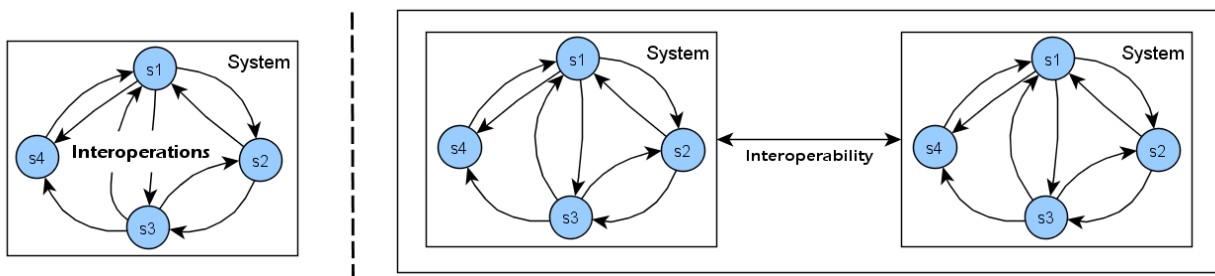 System
s1
s4
Interoperations
s2
s3
System
s1
s4
s2
s3
Interoperability
System
s1
s4
s2
s3